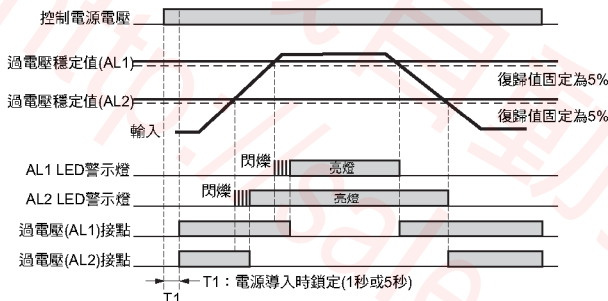 控制電源電壓
過電壓穩定值(AL1)
復歸值固定為5%
過電壓穩定值(AL2)
復歸值固定為5%
輸入
AL1 LED警示燈
閃爍
亮燈
AL2 LED警示燈
閃爍
亮燈
過電壓(AL1)接點
過電壓(AL2)接點
T1：電源導入時鎖定(1秒或5秒)
T1